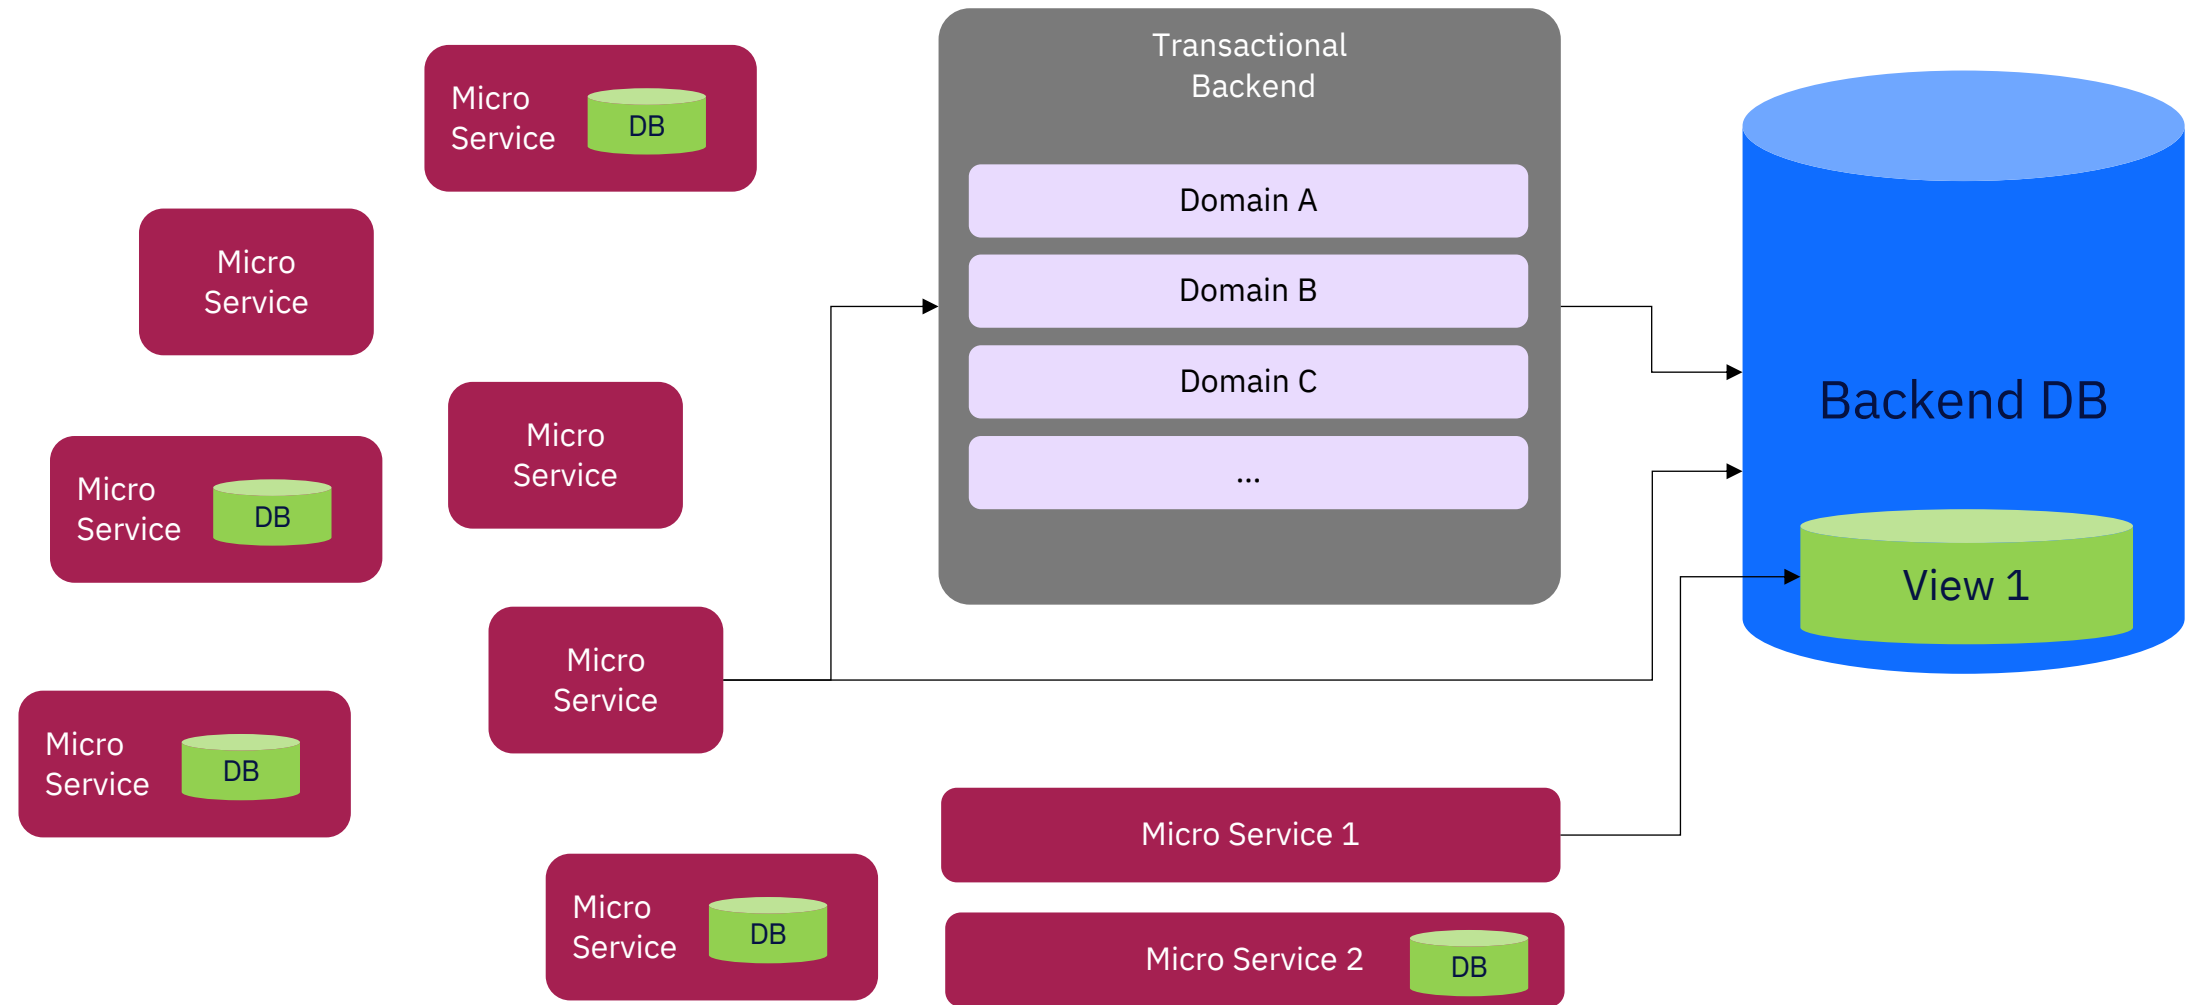 Transactional
Backend
Micro
Service
DB
Domain A
Micro
Service
Domain B
Domain C
Backend DB
Micro
Service
Micro
Service
DB
...
View 1
Micro
Service
Micro
Service
DB
Micro Service 1
Micro
Service
DB
Micro Service 2
DB